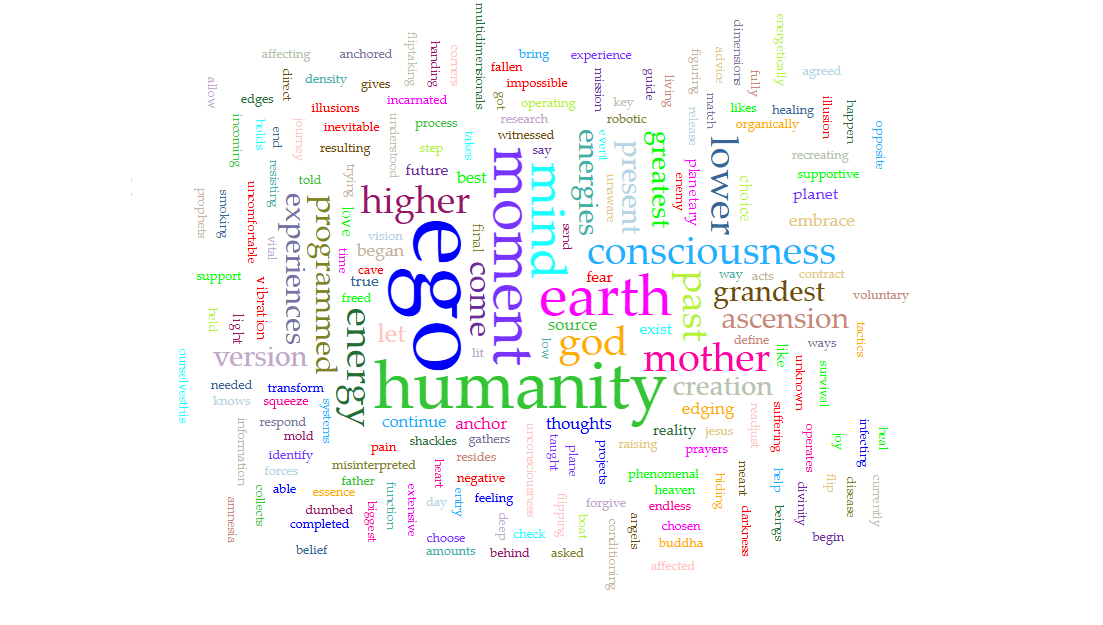 multidimensionals
dimensions
energetically
affecting
anchored
fliptaking
handing
corners
bring
experience
figuring
advice
agreed
allow
direct
density
gives
fallen
impossible
mission
guide
living
fully
edges
illusions
incarnated
got
operating
key
match
likes
healing
illusion
happen
incoming
holds
end
journey
inevitable
understood
process
research
robotic
release
organically
opposite
resulting
step
takes
witnessed
say
event
energies
present
greatest
lower
recreating
resisting
told
trying
future
best
moment
mind
unaware
planetary
enemy
choice
supportive
planet
prophets
smoking
uncomfortable
experiences
programmed
love
higher
embrace
vital
time
vision
began
ego
final
come
send
consciousness
support
vibration
cave
true
freed
fear
earth
past
way
acts
contract
grandest
voluntary
held
light
energy
let
lit
low
source
god
exist
ascension
define
ways
tactics
ourselvesthis
version
humanity
mother
like
unknown
survival
needed
knows
transform
squeeze
creation
systems
respond
mold
continue
anchor
thoughts
edging
readjust
suffering
information
identify
forces
pain
shackles
gathers
resides
unconsciousness
taught
plane
projects
raising
reality
jesus
prayers
operates
joy
infecting
heal
misinterpreted
father
heart
negative
phenomenal
heaven
endless
hiding
meant
help
divinity
flip
disease
currently
amnesia
collects
able
essence
dumbed
completed
biggest
function
extensive
day
entry
feeling
deep
check
flipping
boat
forgive
conditioning
angels
chosen
buddha
darkness
beings
begin
belief
choose
amounts
behind
asked
affected